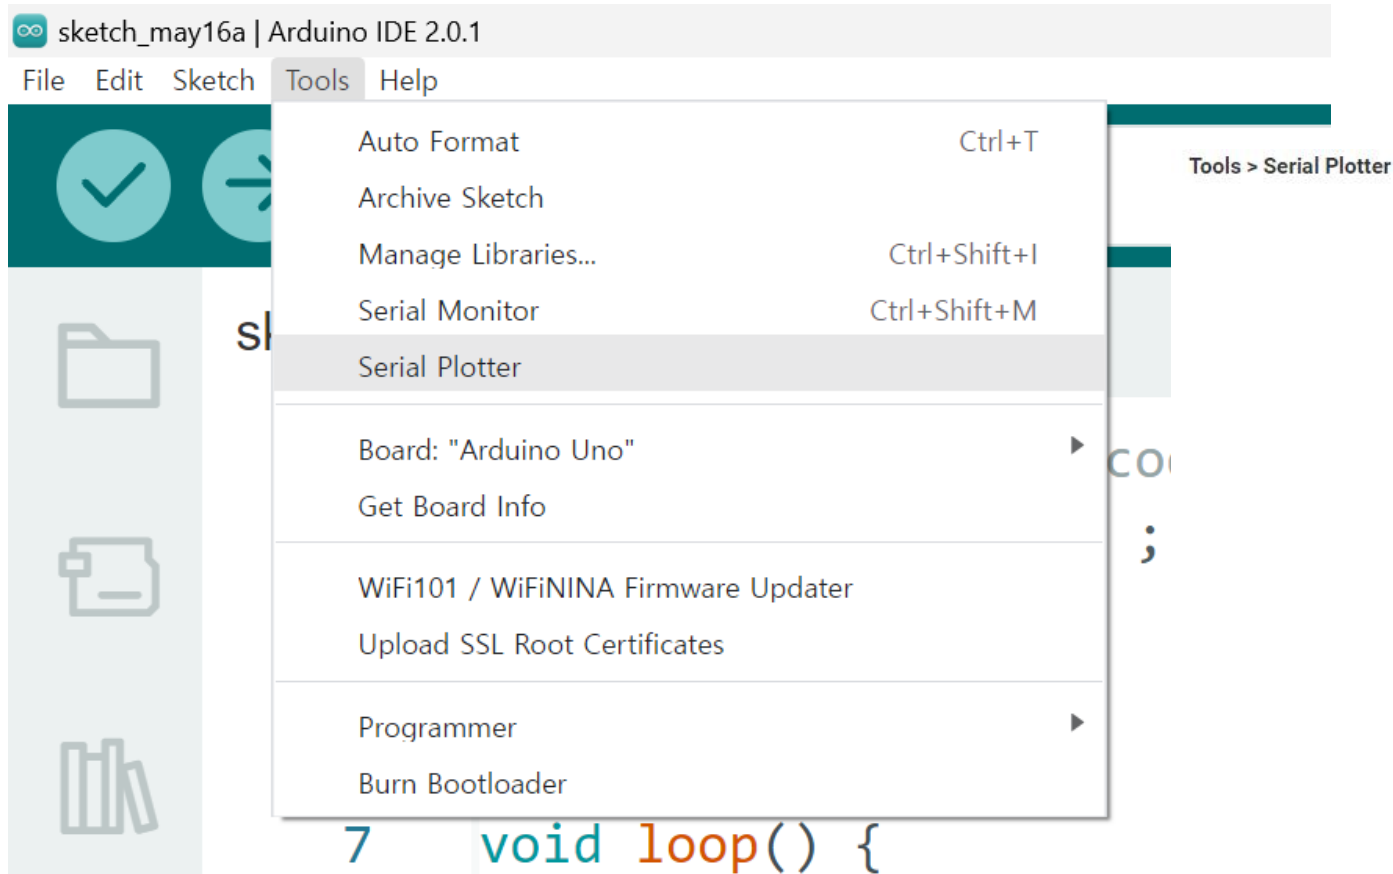 sketch_may16a | Arduino IDE 2.0.1
File Edit Sketch Tools Help
Auto Format Ctrl+T
Tools > Serial Plotter
Archive Sketch
Manage Libraries... Ctrl+Shift+I
Serial Monitor Ctrl+Shift+M
Serial Plotter
Board: "Arduino Uno"
Get Board Info
;
WiFi101 / WiFiNINA Firmware Updater
Upload SSL Root Certificates
Programmer
Burn Bootloader
7 void loop() {